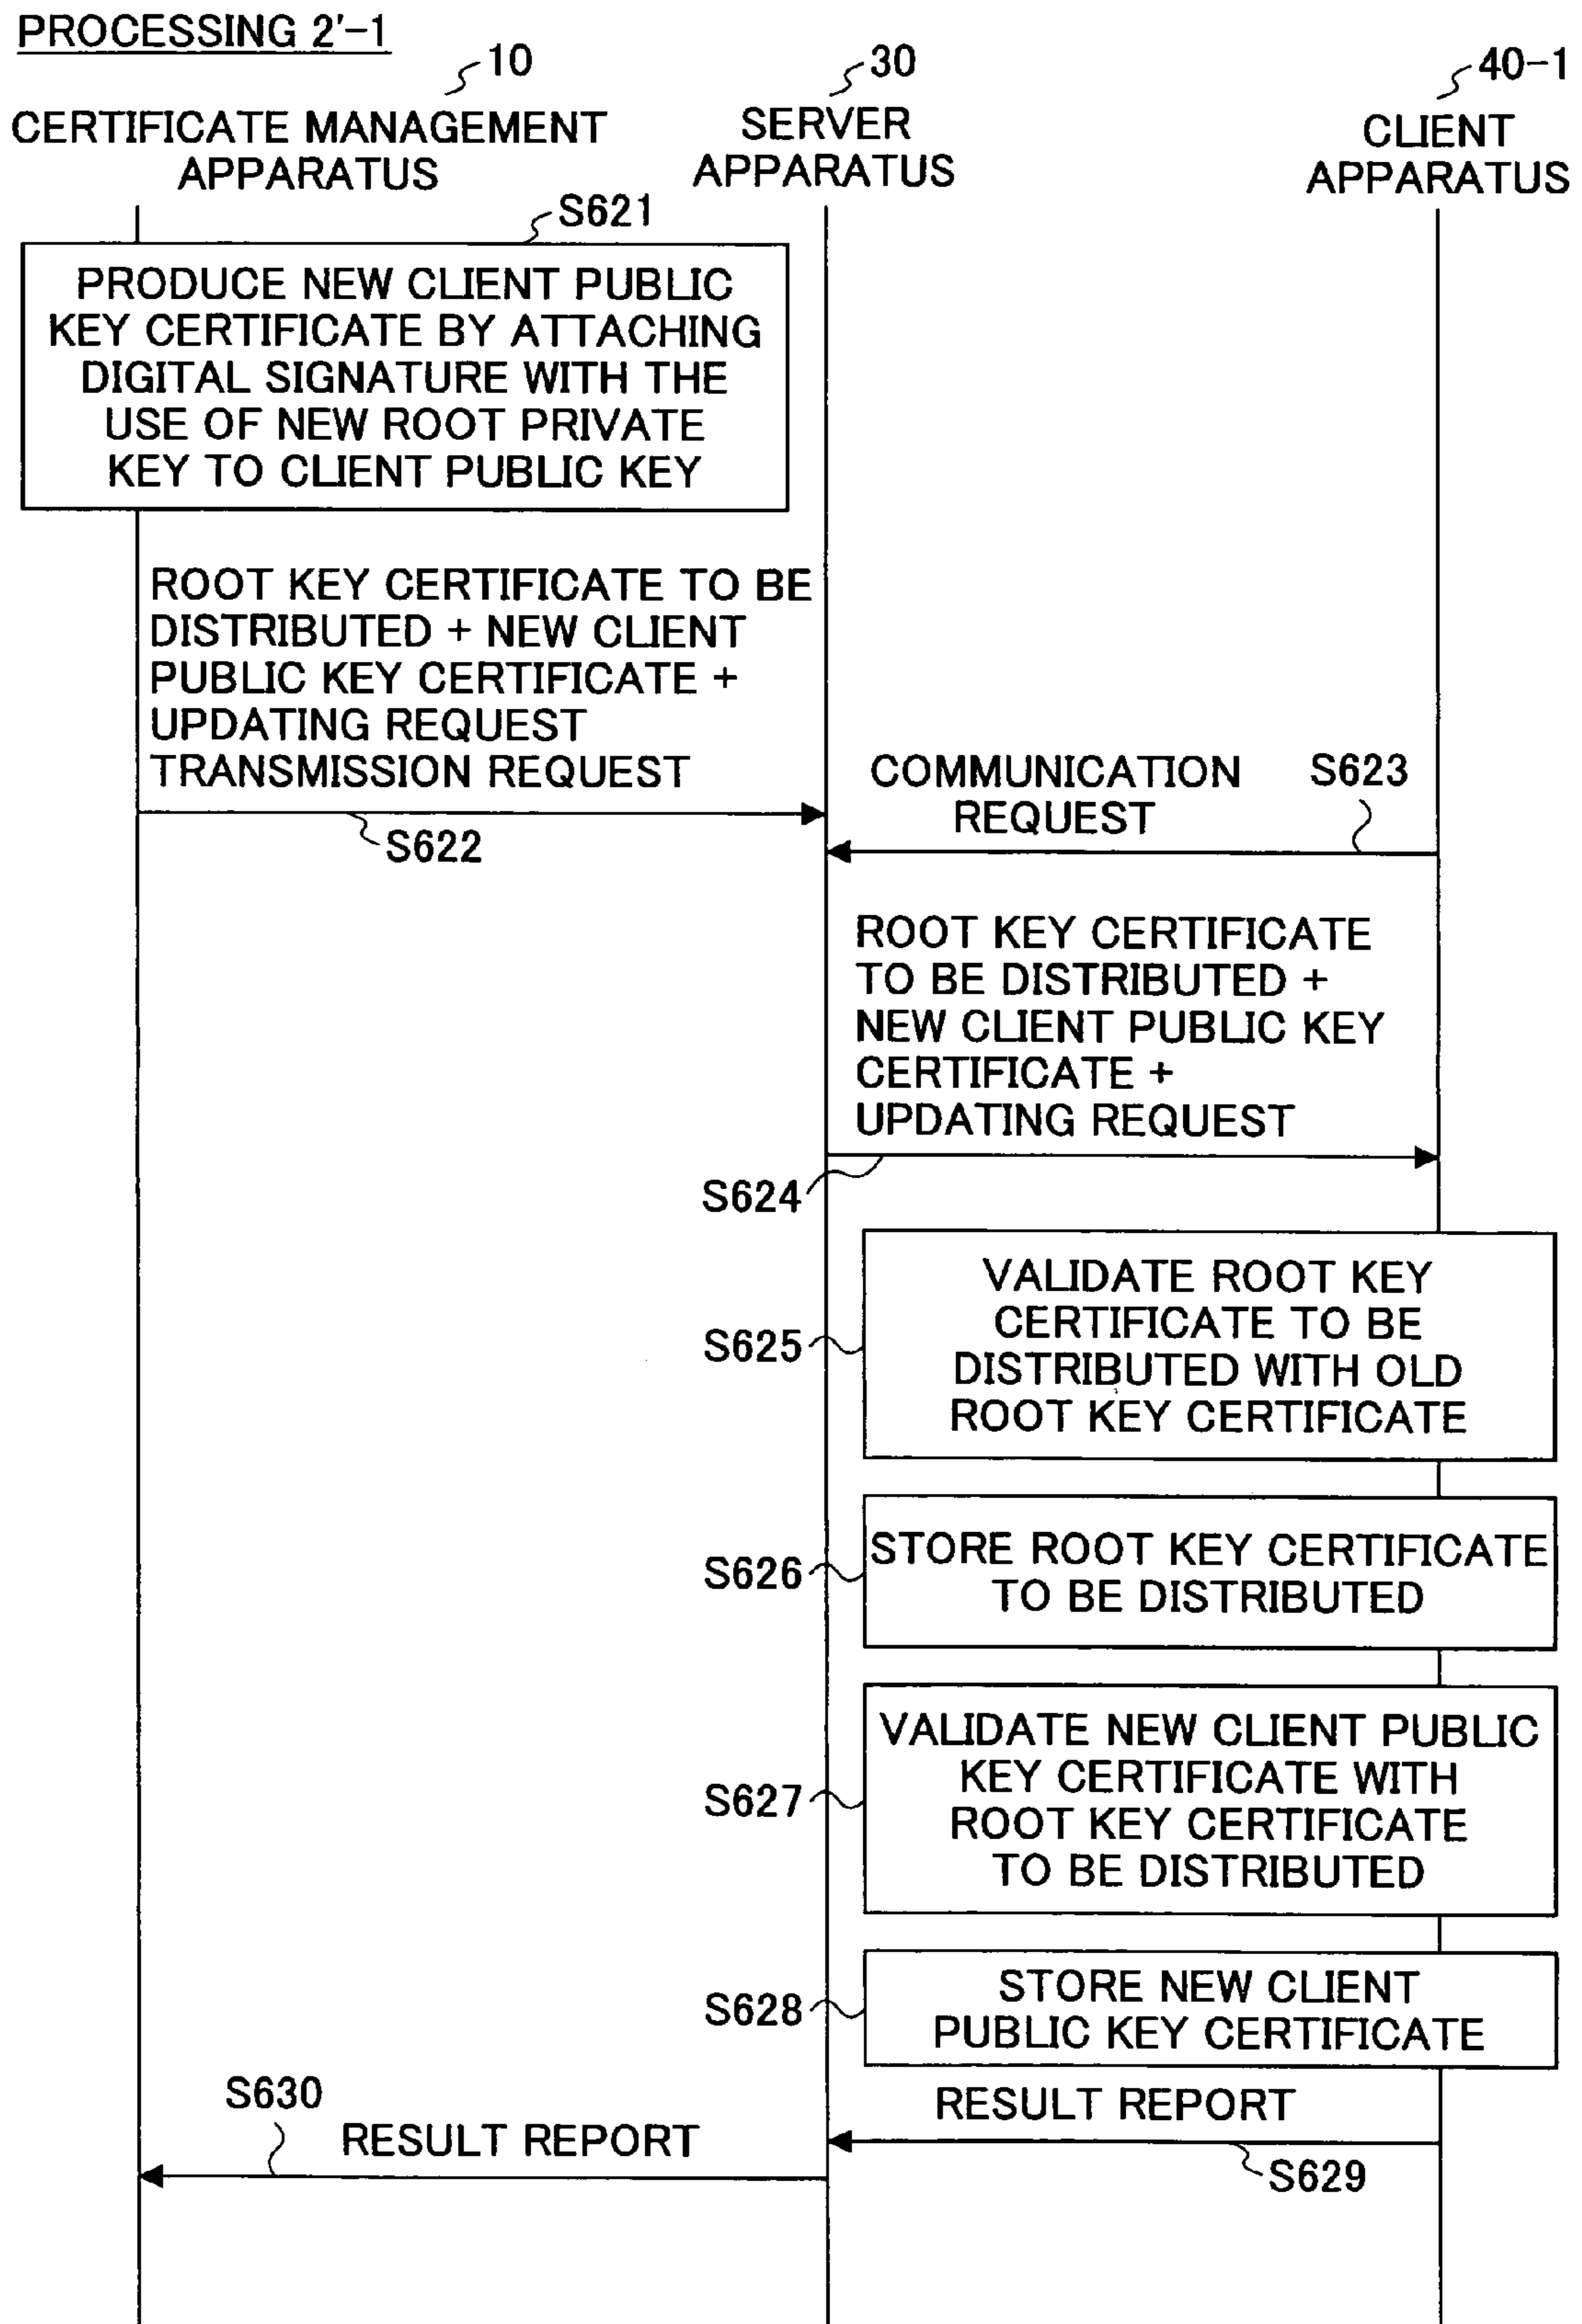 PROCESSING 2'-1
10
30
40-1
CERTIFICATE MANAGEMENT
APPARATUS
SERVER
APPARATUS
CLIENT
APPARATUS
S621
PRODUCE NEW CLIENT PUBLIC
KEY CERTIFICATE BY ATTACHING
DIGITAL SIGNATURE WITH THE
USE OF NEW ROOT PRIVATE
KEY TO CLIENT PUBLIC KEY
ROOT KEY CERTIFICATE TO BE
DISTRIBUTED + NEW CLIENT
PUBLIC KEY CERTIFICATE +
UPDATING REQUEST
TRANSMISSION REQUEST
S622
COMMUNICATION
REQUEST
S623
ROOT KEY CERTIFICATE
TO BE DISTRIBUTED +
NEW CLIENT PUBLIC KEY
CERTIFICATE +
UPDATING REQUEST
S624
VALIDATE ROOT KEY
CERTIFICATE TO BE
DISTRIBUTED WITH OLD
ROOT KEY CERTIFICATE
S625
STORE ROOT KEY CERTIFICATE
TO BE DISTRIBUTED
S626
VALIDATE NEW CLIENT PUBLIC
KEY CERTIFICATE WITH
ROOT KEY CERTIFICATE
TO BE DISTRIBUTED
S627
STORE NEW CLIENT
PUBLIC KEY CERTIFICATE
S628
RESULT REPORT
S629
S630
RESULT REPORT